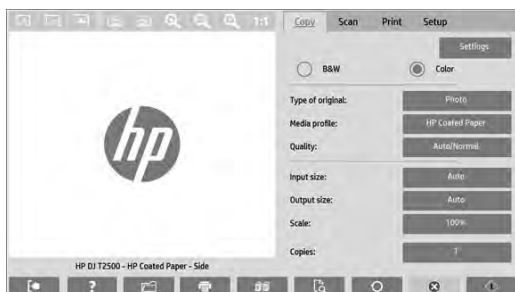 1:1
Copy Scan Print Setup
Settings
B&W Color
Type of original: Photo
Media profile: HP Coated Paper
Quality: Auto/Normal
Input size: Auto
Output size: Auto
Scale: 100%
Copies: 1
hp
HP DJ T2500 - HP Coated Paper - Side
?